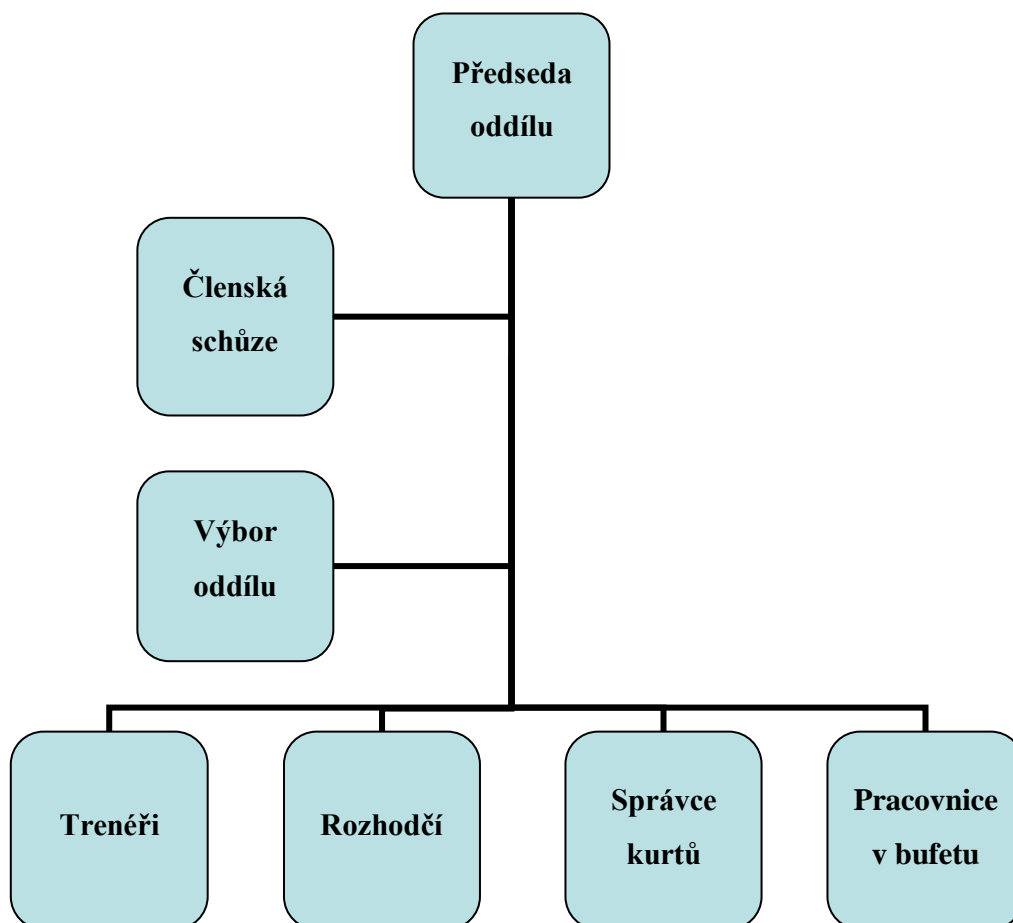 Předseda
oddílu
Členská
schůze
Výbor
oddílu
Trenéři
Rozhodčí
Správce
kurtů
Pracovnice
v bufetu